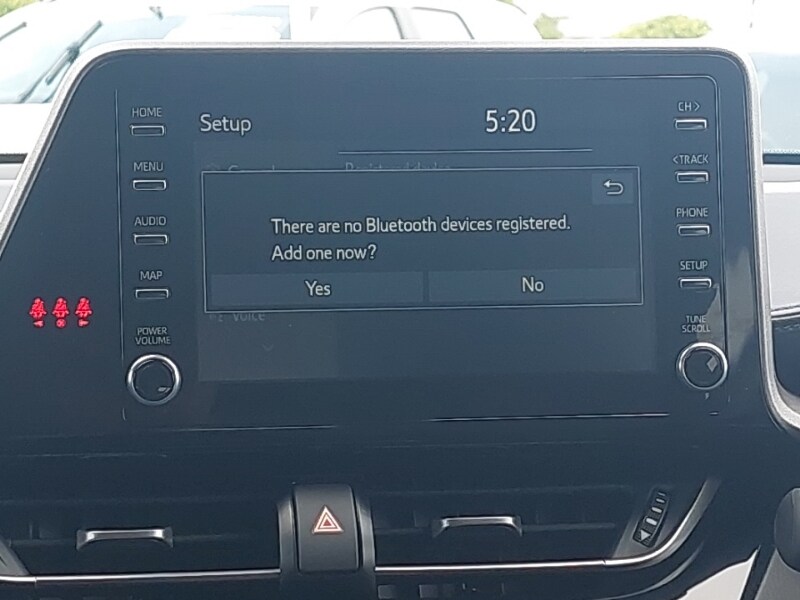 HOME
MENU
AUDIO
MAP
POWER
VOLUME
Setup
5:20
There are no Bluetooth devices registered.
Add one now?
Yes
No
Voice
CH >
< TRACK
PHONE
SETUP
TUNE
SCROLL